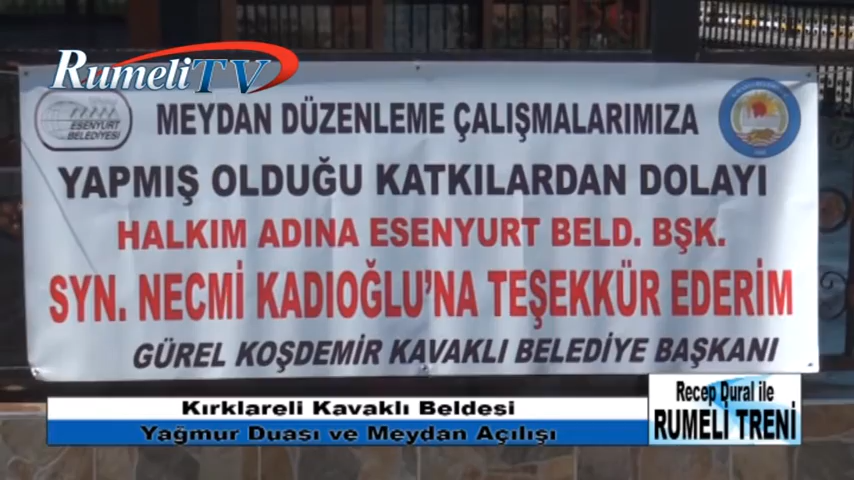 RumeliTV
ESENYURT
BELEDİYESİ
MEYDAN DÜZENLEME ÇALIŞMALARIMIZA
YAPMIŞ OLDUĞU KATKILARDAN DOLAYI
HALKIM ADINA ESENYURT BELD. BŞK.
SYN. NECMİ KADIOĞLU'NA TEŞEKKÜR EDERİM
GÜREL KOŞDEMİR KAVAKLI BELEDİYE BAŞKANI
Kırklareli Kavaklı Beldesi
Yağmur Duası ve Meydan Açılışı
Recep Dural ile
RUMELİ TRENİ